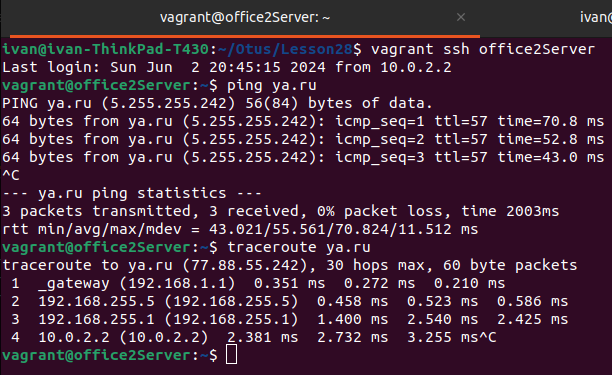 vagrant@office2Server: ~ × ivan@i
ivan@ivan-ThinkPad-T430:~/Otus/Lesson28$ vagrant ssh office2Server
Last login: Sun Jun  2 20:45:15 2024 from 10.0.2.2
vagrant@office2Server:~$ ping ya.ru
PING ya.ru (5.255.255.242) 56(84) bytes of data.
64 bytes from ya.ru (5.255.255.242): icmp_seq=1 ttl=57 time=70.8 ms
64 bytes from ya.ru (5.255.255.242): icmp_seq=2 ttl=57 time=52.8 ms
64 bytes from ya.ru (5.255.255.242): icmp_seq=3 ttl=57 time=43.0 ms
^C
--- ya.ru ping statistics ---
3 packets transmitted, 3 received, 0% packet loss, time 2003ms
rtt min/avg/max/mdev = 43.021/55.561/70.824/11.512 ms
vagrant@office2Server:~$ traceroute ya.ru
traceroute to ya.ru (77.88.55.242), 30 hops max, 60 byte packets
 1  _gateway (192.168.1.1)  0.351 ms  0.272 ms  0.210 ms
 2  192.168.255.5 (192.168.255.5)  0.458 ms  0.523 ms  0.586 ms
 3  192.168.255.1 (192.168.255.1)  1.400 ms  2.540 ms  2.425 ms
 4  10.0.2.2 (10.0.2.2)  2.381 ms  2.732 ms  3.255 ms^C
vagrant@office2Server:~$